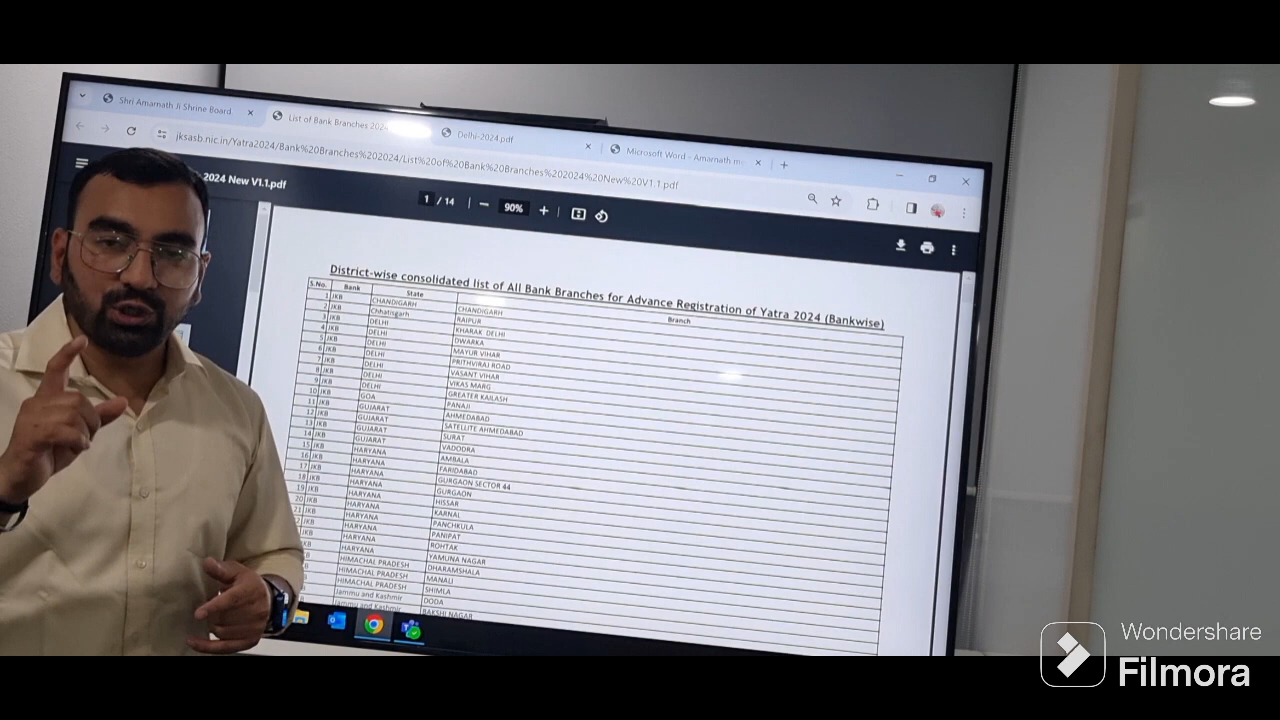 Shri Amarnath Ji Shrine Board
List of Bank Branches 202
Delhi-2024.pdf
Microsoft Word - Amarnath m
jksasb.nic.in/Yatra2024/Bank%20Branches%202024/List%20of%20Bank%20Branches%202024%20New%20V1.1.pdf
2024 New V1.1.pdf
1 / 14
90%
District-wise consolidated list of All Bank Branches for Advance Registration of Yatra 2024 (Bankwise)
S.No. Bank State Branch
1 JKB CHANDIGARH CHANDIGARH
2 JKB Chhatisgarh RAIPUR
3 JKB DELHI KHARAK DELHI
4 JKB DELHI DWARKA
5 JKB DELHI MAYUR VIHAR
6 JKB DELHI PRITHVIRAJ ROAD
7 JKB DELHI VASANT VIHAR
8 JKB DELHI VIKAS MARG
9 JKB DELHI GREATER KAILASH
10 JKB GOA PANAJI
11 JKB GUJARAT AHMEDABAD
12 JKB GUJARAT SATELLITE AHMEDABAD
13 JKB GUJARAT SURAT
14 JKB GUJARAT VADODRA
15 JKB HARYANA AMBALA
16 JKB HARYANA FARIDABAD
17 JKB HARYANA GURGAON SECTOR 44
18 JKB HARYANA GURGAON
19 JKB HARYANA HISSAR
20 JKB HARYANA KARNAL
21 JKB HARYANA PANCHKULA
JKB HARYANA PANIPAT
JKB HARYANA ROHTAK
HARYANA YAMUNA NAGAR
HIMACHAL PRADESH DHARAMSHALA
HIMACHAL PRADESH MANALI
HIMACHAL PRADESH SHIMLA
Jammu and Kashmir DODA
Jammu and Kashmir BAKSHI NAGAR
Wondershare
Filmora